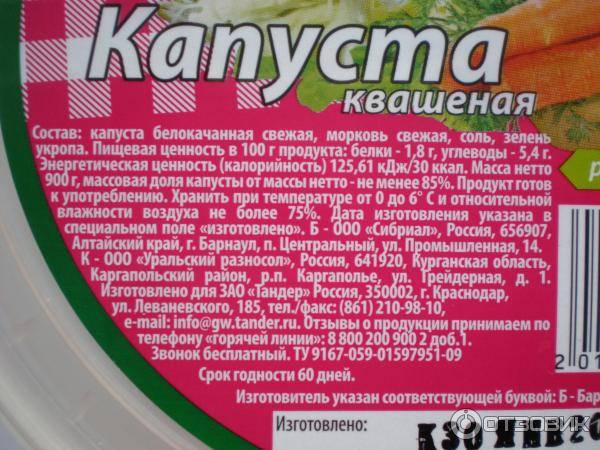 Капуста
квашеная
Состав: капуста белокачанная свежая, морковь свежая, соль, зелень
укропа. Пищевая ценность в 100 г продукта: белки - 1,8 г, углеводы - 5,4 г.
Энергетическая ценность (калорийность) 125,61 кДж/30 ккал. Масса нетто
900 г, массовая доля капусты от массы нетто - не менее 85%. Продукт готов
к употреблению. Хранить при температуре от 0 до 6° С и относительной
влажности воздуха не более 75%. Дата изготовления указана в
специальном поле «изготовлено». Б - ООО «Сибриал», Россия, 656907,
Алтайский край, г. Барнаул, п. Центральный, ул. Промышленная, 14.
К - ООО «Уральский разносол», Россия, 641920, Курганская область,
Каргапольский район, р.п. Каргаполье, ул. Трейдерная, д. 1.
Изготовлено для ЗАО «Тандер» Россия, 350002, г. Краснодар,
ул. Леваневского, 185, тел./факс: (861) 210-98-10,
e-mail: info@gw.tander.ru. Отзывы о продукции принимаем по
телефону «горячей линии»: 8 800 200 900 2 доб.1.
Звонок бесплатный. ТУ 9167-059-01597951-09
Срок годности 60 дней.
Изготовитель указан соответствующей буквой: Б - Бар
Изготовлено:
2 01
ОТЗОВИК